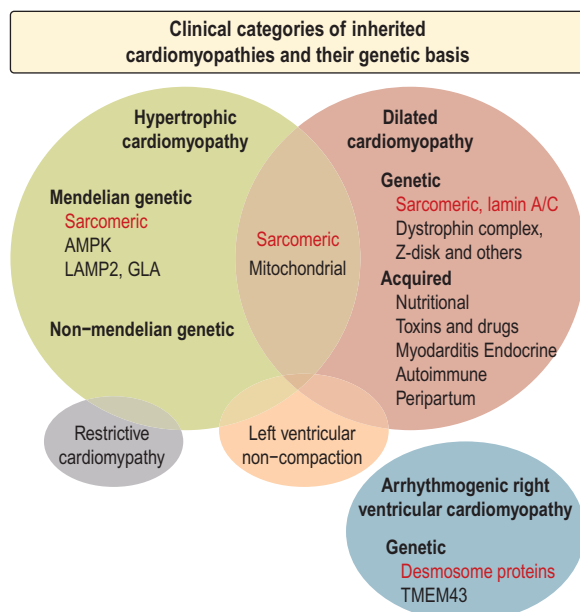 Clinical categories of inherited
cardiomyopathies and their genetic basis
Hypertrophic
cardiomyopathy
Mendelian genetic
Sarcomeric
AMPK
LAMP2, GLA
Non−mendelian genetic
Sarcomeric
Mitochondrial
Dilated
cardiomyopathy
Genetic
Sarcomeric, lamin A/C
Dystrophin complex,
Z-disk and others
Acquired
Nutritional
Toxins and drugs
Myodarditis Endocrine
Autoimmune
Peripartum
Restrictive
cardiomypathy
Left ventricular
non−compaction
Arrhythmogenic right
ventricular cardiomyopathy
Genetic
Desmosome proteins
TMEM43